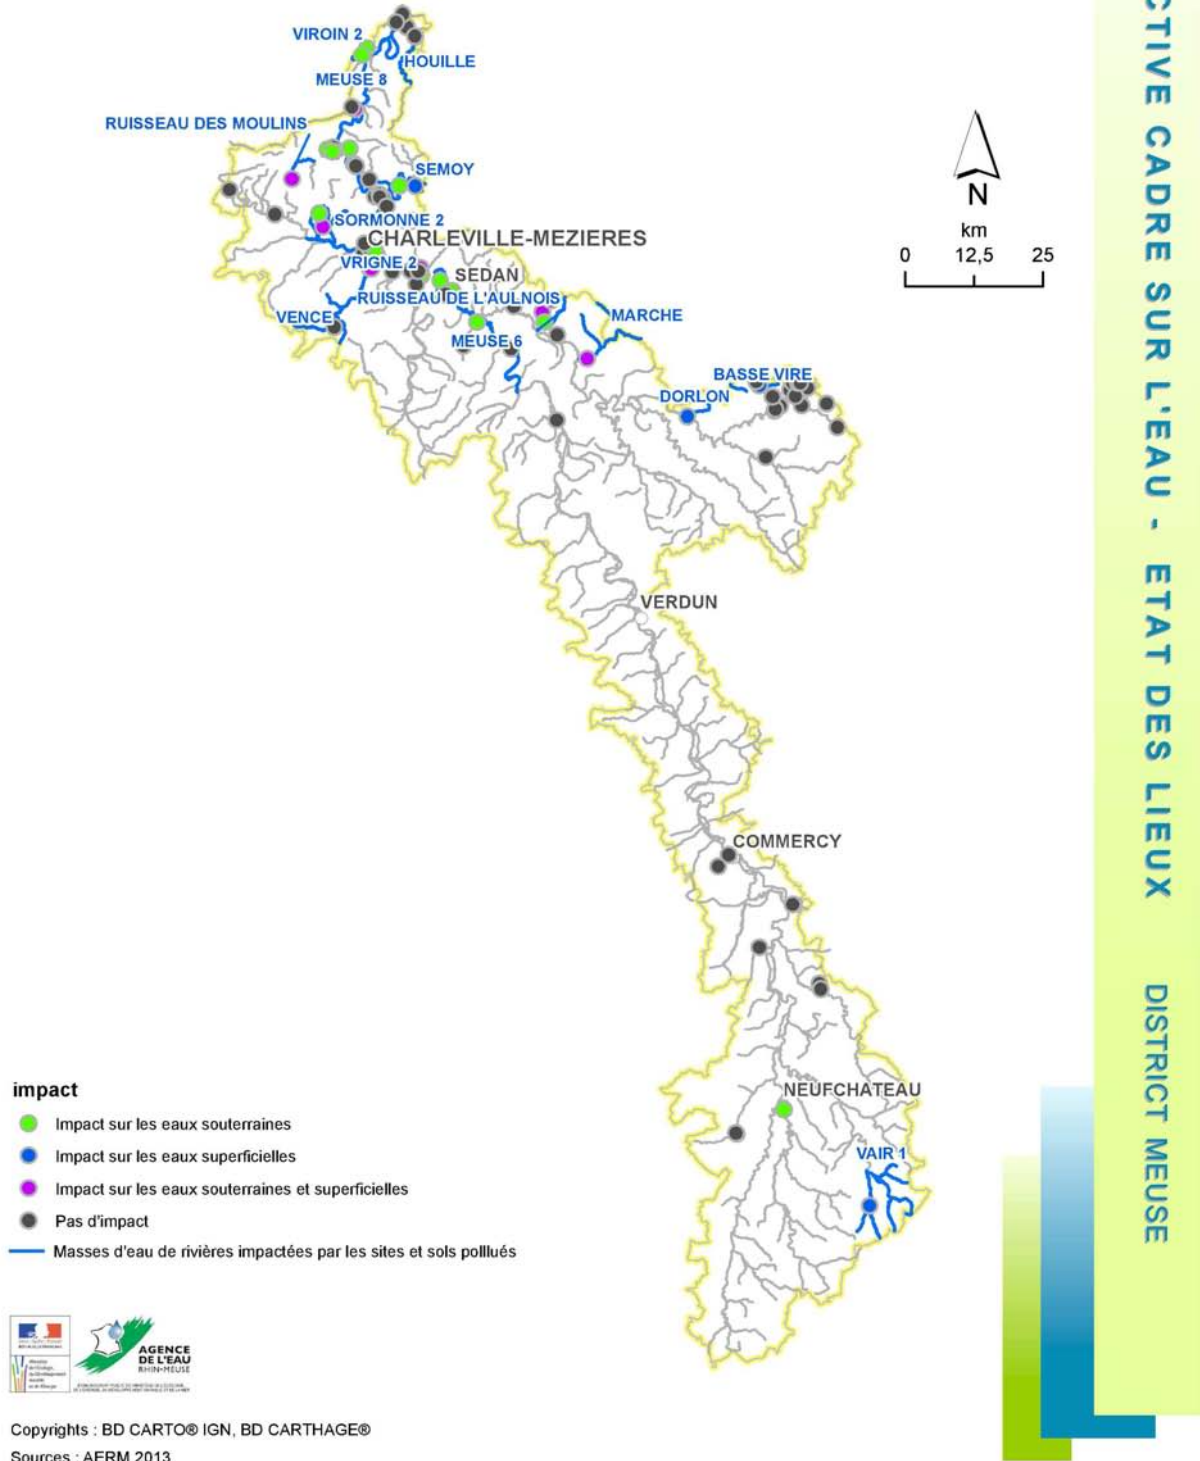 VIROIN 2
HOUILLE
MEUSE 8
RUISSEAU DES MOULINS
SEMOY
SORMONNE 2
CHARLEVILLE-MEZIERES
VRIGNE 2
SEDAN
RUISSEAU DE L'AULNOIS
VENCE
MARCHE
MEUSE 6
BASSE VIRE
DORLON
N
km
0 12,5 25
VERDUN
COMMERCY
NEUFCHATEAU
VAIR 1
impact
Impact sur les eaux souterraines
Impact sur les eaux superficielles
Impact sur les eaux souterraines et superficielles
Pas d'impact
Masses d'eau de rivières impactées par les sites et sols polllués
AGENCE
DE L'EAU
RHIN-MEUSE
Copyrights : BD CARTO® IGN, BD CARTHAGE®
Sources : AERM 2013
CTIVE CADRE SUR L'EAU - ETAT DES LIEUX
DISTRICT MEUSE